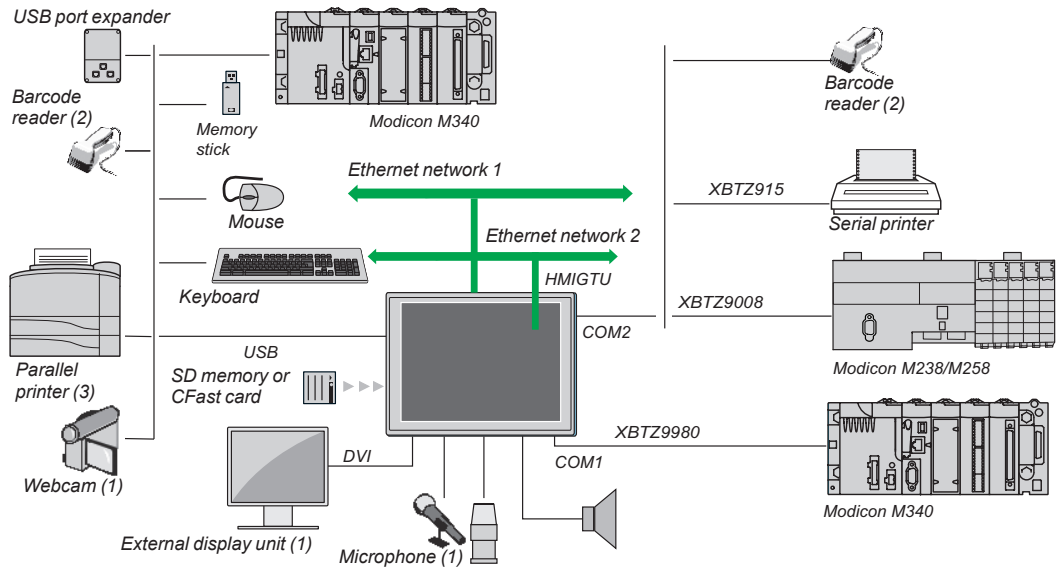 USB port expander
Barcode
reader (2)
Memory
stick
Modicon M340
Barcode
reader (2)
Ethernet network 1
XBTZ915
Mouse
Serial printer
Ethernet network 2
Keyboard
HMIGTU
XBTZ9008
COM2
USB
Parallel
printer (3)
SD memory or
CFast card
Modicon M238/M258
XBTZ9980
DVI
COM1
Webcam (1)
External display unit (1)
Microphone (1)
Modicon M340